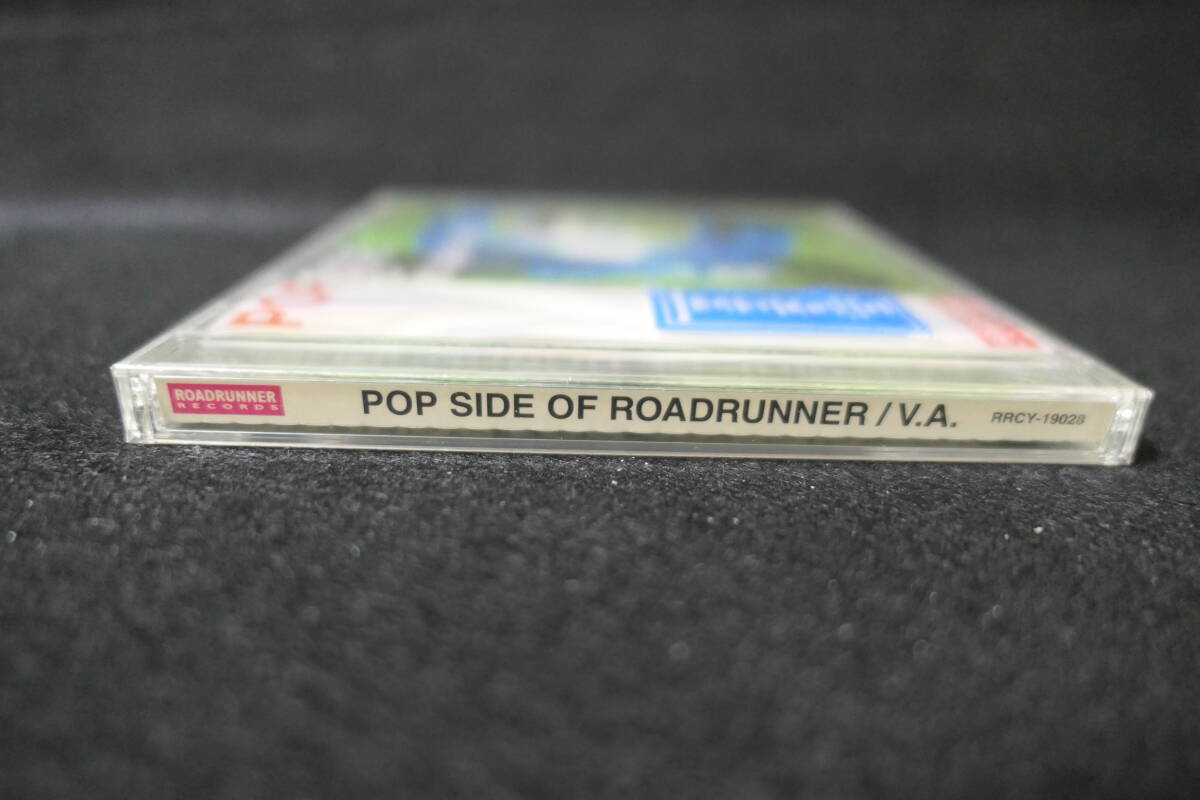 ROADRUNNER
RECORDS
POP SIDE OF ROADRUNNER / V.A.
RRCY-19028